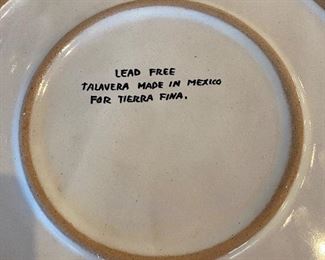 LEAD FREE
TALAVERA MADE IN MEXICO
FOR TIERRA FINA.